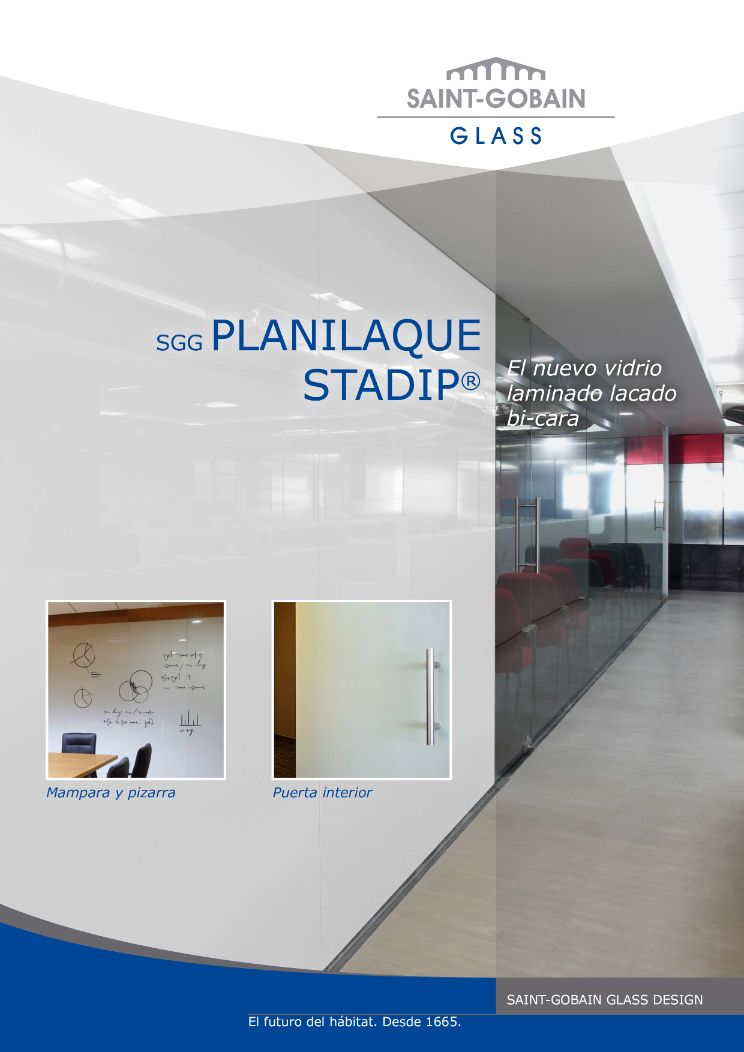 SAINT-GOBAIN
GLASS
SGG PLANILAQUE
STADIP®
El nuevo vidrio
laminado lacado
bi-cara
Mampara y pizarra
Puerta interior
SAINT-GOBAIN GLASS DESIGN
El futuro del hábitat. Desde 1665.